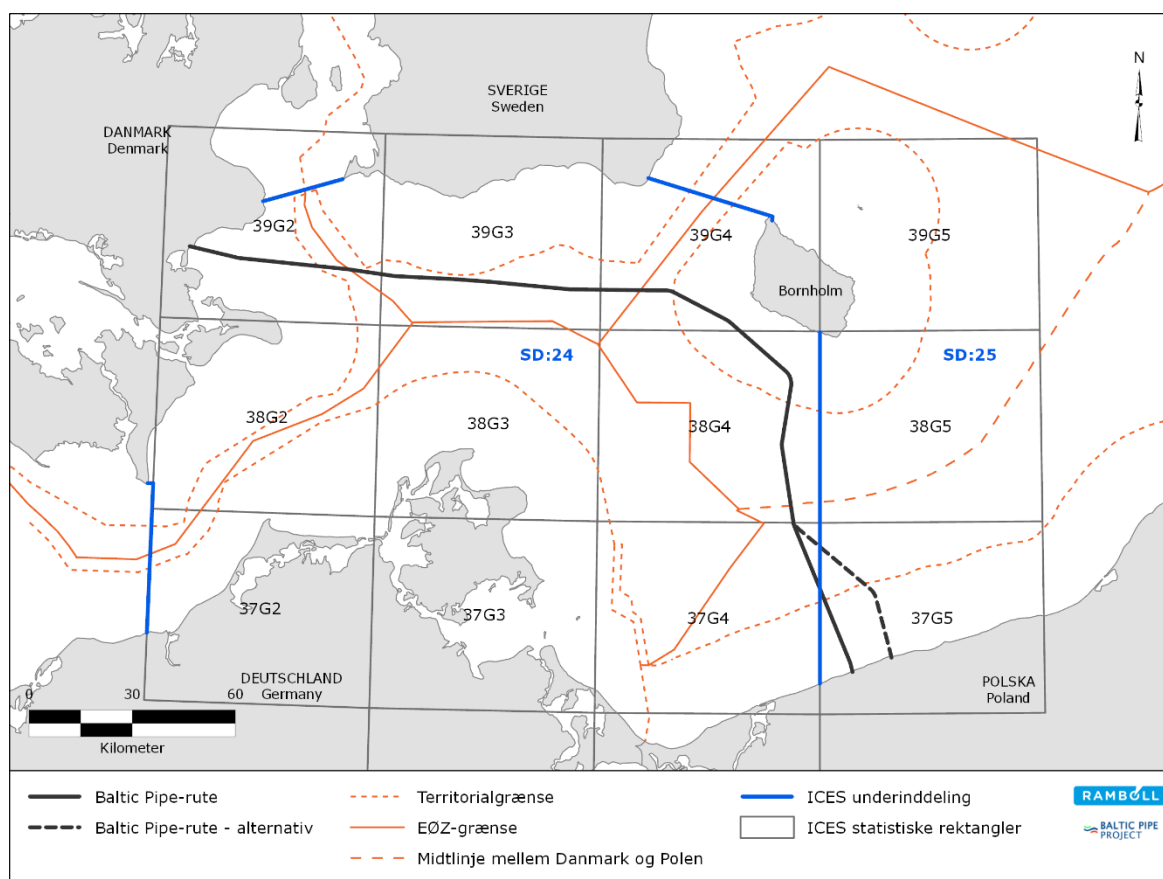 N
SVERIGE
Sweden
DANMARK
Denmark
39G2
39G3
39G4
39G5
Bornholm
SD:24
SD:25
38G2
38G3
38G4
38G5
37G2
37G3
37G4
37G5
DEUTSCHLAND
Germany
POLSKA
Poland
0 30 60
Kilometer
Baltic Pipe-rute
Baltic Pipe-rute - alternativ
Territorialgrænse
EØZ-grænse
Midtlinje mellem Danmark og Polen
ICES underinddeling
ICES statistiske rektangler
RAMBOLL
BALTIC PIPE
PROJECT